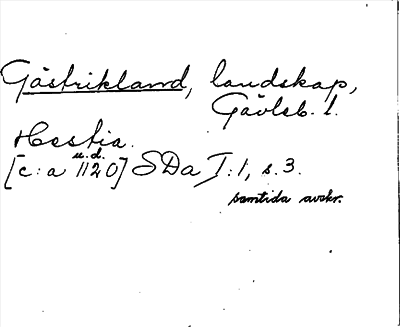 Gästrikland, landskap,
Gävleb. l.
Hestia.
u.d.
[c:a 1120] SDa I:1, s.3.
samtida avskr.